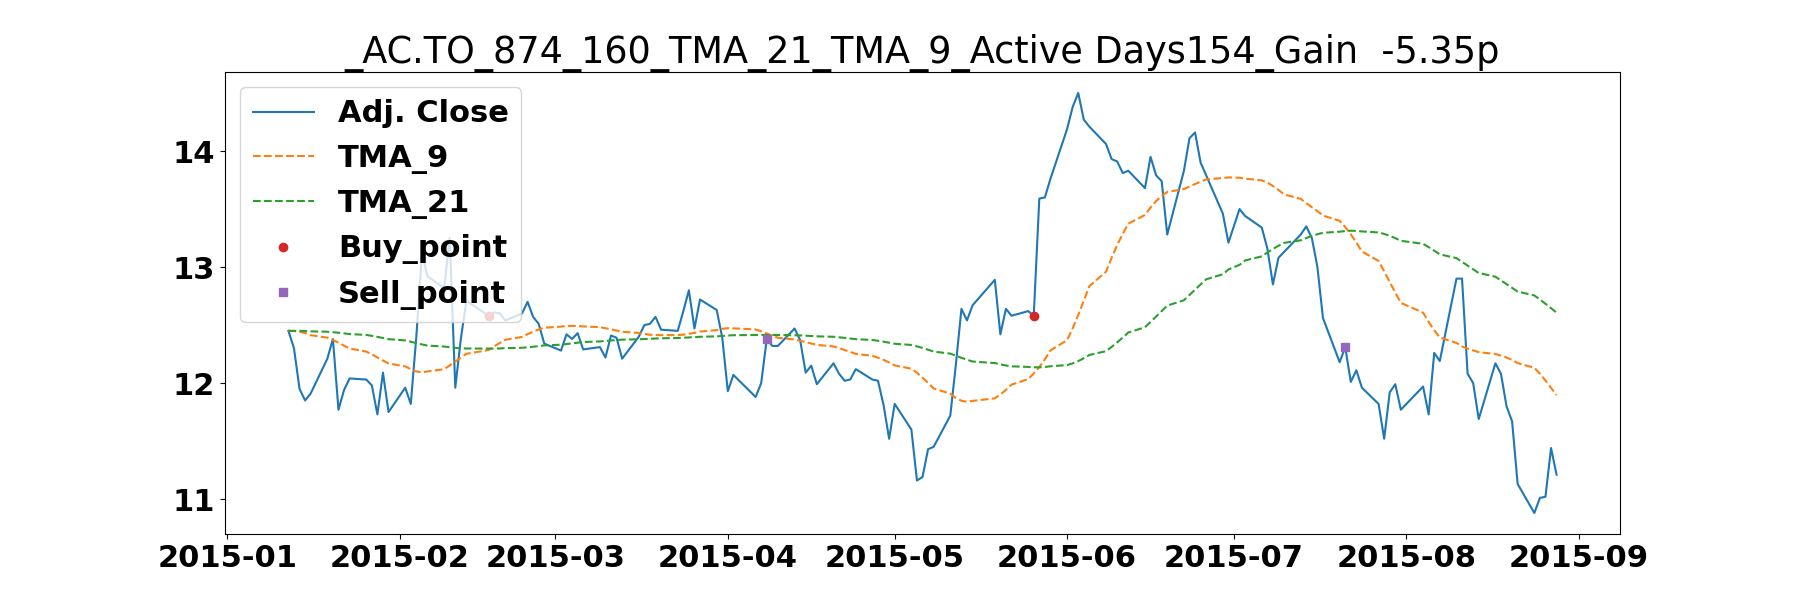 _AC.TO_874_160_TMA_21_TMA_9_Active Days154_Gain  -5.35p
Adj. Close
TMA_9
TMA_21
Buy_point
Sell_point
14
13
12
11
2015-01 2015-02 2015-03 2015-04 2015-05 2015-06 2015-07 2015-08 2015-09